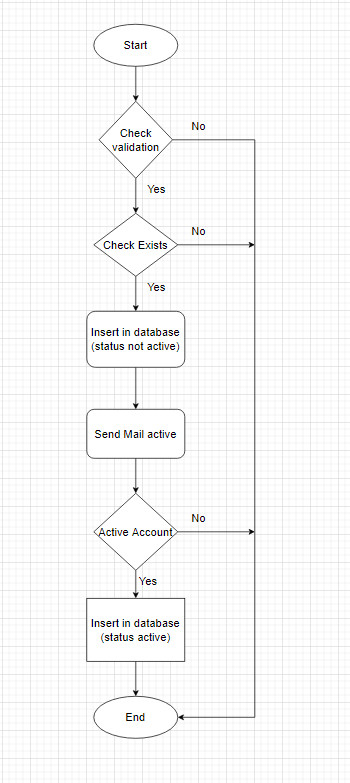 Start
Check
validation
No
Yes
Check Exists
No
Yes
Insert in database
(status not active)
Send Mail active
Active Account
No
Yes
Insert in database
(status active)
End